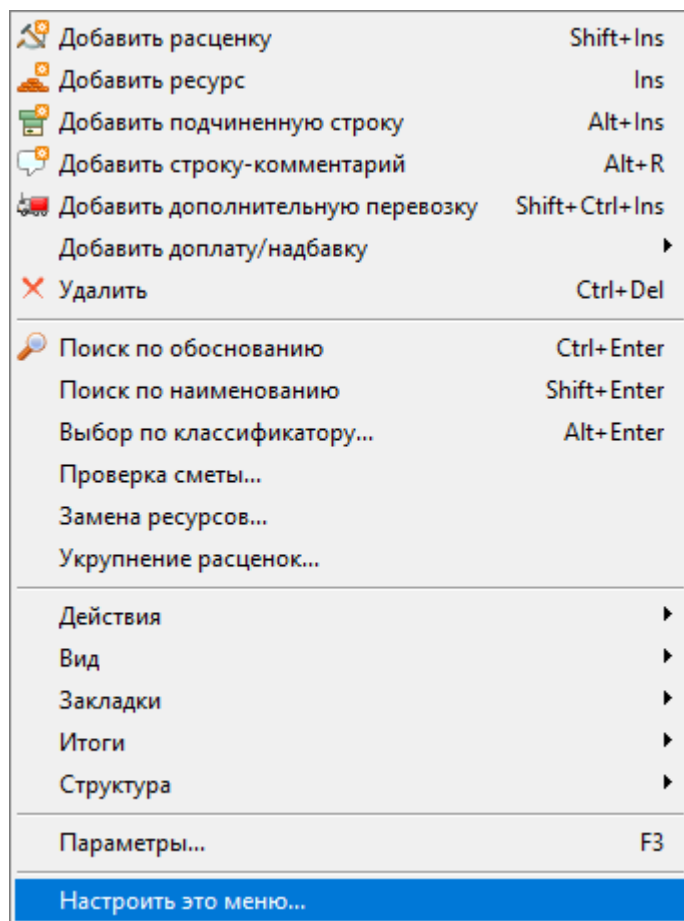 Добавить расценку Shift+Ins
Добавить ресурс Ins
Добавить подчиненную строку Alt+Ins
Добавить строку-комментарий Alt+R
Добавить дополнительную перевозку Shift+Ctrl+Ins
Добавить доплату/надбавку
Удалить Ctrl+Del
Поиск по обоснованию Ctrl+Enter
Поиск по наименованию Shift+Enter
Выбор по классификатору... Alt+Enter
Проверка сметы...
Замена ресурсов...
Укрупнение расценок...
Действия
Вид
Закладки
Итоги
Структура
Параметры... F3
Настроить это меню...